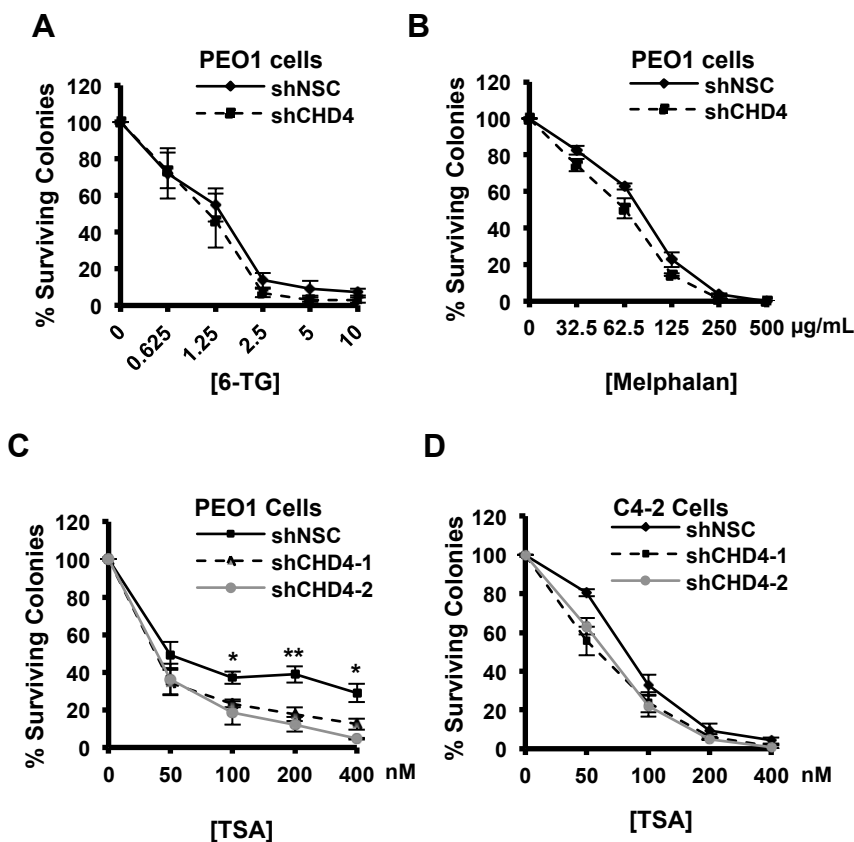 A
PEO1 cells
shNSC
shCHD4
% Surviving Colonies
120
100
80
60
40
20
0
0
0.625
1.25
2.5
5
10
[6-TG]
B
PEO1 cells
shNSC
shCHD4
% Surviving Colonies
120
100
80
60
40
20
0
0 32.5 62.5 125 250 500 µg/mL
[Melphalan]
C
PEO1 Cells
shNSC
shCHD4-1
shCHD4-2
% Surviving Colonies
120
100
80
60
40
20
0
* ** *
0 50 100 200 400 nM
[TSA]
D
C4-2 Cells
shNSC
shCHD4-1
shCHD4-2
% Surviving Colonies
120
100
80
60
40
20
0
0 50 100 200 400 nM
[TSA]